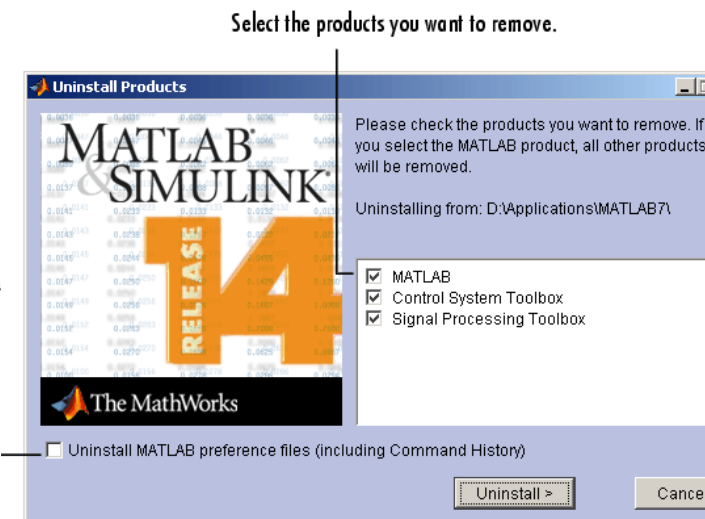 Select the products you want to remove.
Uninstall Products
MATLAB
&
SIMULINK
RELEASE
14
The MathWorks
Please check the products you want to remove. If
you select the MATLAB product, all other products
will be removed.
Uninstalling from: D:\Applications\MATLAB7\
MATLAB
Control System Toolbox
Signal Processing Toolbox
Uninstall MATLAB preference files (including Command History)
Uninstall >
Cance